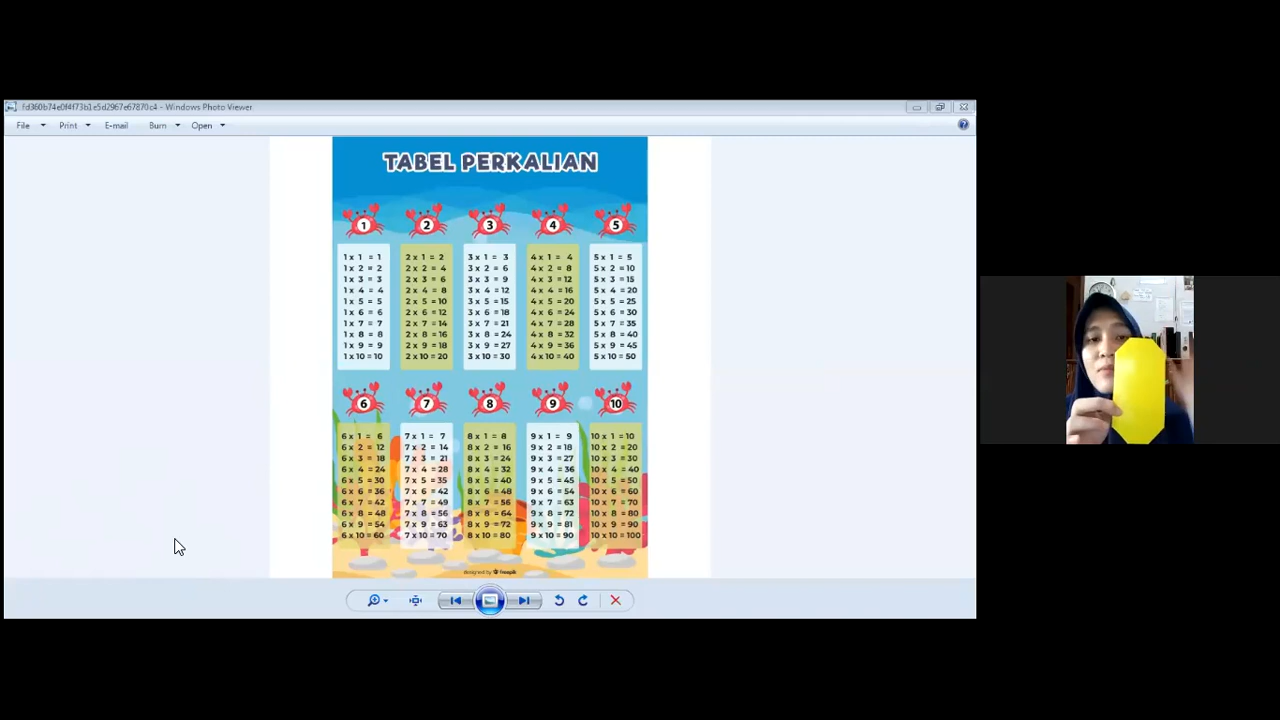 fd360b74e0f4f73b1e5d2967e67870c4 - Windows Photo Viewer
File Print E-mail Burn Open
TABEL PERKALIAN
1 2 3 4 5
1 x 1 = 1 2 x 1 = 2 3 x 1 = 3 4 x 1 = 4 5 x 1 = 5
1 x 2 = 2 2 x 2 = 4 3 x 2 = 6 4 x 2 = 8 5 x 2 = 10
1 x 3 = 3 2 x 3 = 6 3 x 3 = 9 4 x 3 = 12 5 x 3 = 15
1 x 4 = 4 2 x 4 = 8 3 x 4 = 12 4 x 4 = 16 5 x 4 = 20
1 x 5 = 5 2 x 5 = 10 3 x 5 = 15 4 x 5 = 20 5 x 5 = 25
1 x 6 = 6 2 x 6 = 12 3 x 6 = 18 4 x 6 = 24 5 x 6 = 30
1 x 7 = 7 2 x 7 = 14 3 x 7 = 21 4 x 7 = 28 5 x 7 = 35
1 x 8 = 8 2 x 8 = 16 3 x 8 = 24 4 x 8 = 32 5 x 8 = 40
1 x 9 = 9 2 x 9 = 18 3 x 9 = 27 4 x 9 = 36 5 x 9 = 45
1 x 10 = 10 2 x 10 = 20 3 x 10 = 30 4 x 10 = 40 5 x 10 = 50
6 7 8 9 10
6 x 1 = 6 7 x 1 = 7 8 x 1 = 8 9 x 1 = 9 10 x 1 = 10
6 x 2 = 12 7 x 2 = 14 8 x 2 = 16 9 x 2 = 18 10 x 2 = 20
6 x 3 = 18 7 x 3 = 21 8 x 3 = 24 9 x 3 = 27 10 x 3 = 30
6 x 4 = 24 7 x 4 = 28 8 x 4 = 32 9 x 4 = 36 10 x 4 = 40
6 x 5 = 30 7 x 5 = 35 8 x 5 = 40 9 x 5 = 45 10 x 5 = 50
6 x 6 = 36 7 x 6 = 42 8 x 6 = 48 9 x 6 = 54 10 x 6 = 60
6 x 7 = 42 7 x 7 = 49 8 x 7 = 56 9 x 7 = 63 10 x 7 = 70
6 x 8 = 48 7 x 8 = 56 8 x 8 = 64 9 x 8 = 72 10 x 8 = 80
6 x 9 = 54 7 x 9 = 63 8 x 9 = 72 9 x 9 = 81 10 x 9 = 90
6 x 10 = 60 7 x 10 = 70 8 x 10 = 80 9 x 10 = 90 10 x 10 = 100
designed by freepik